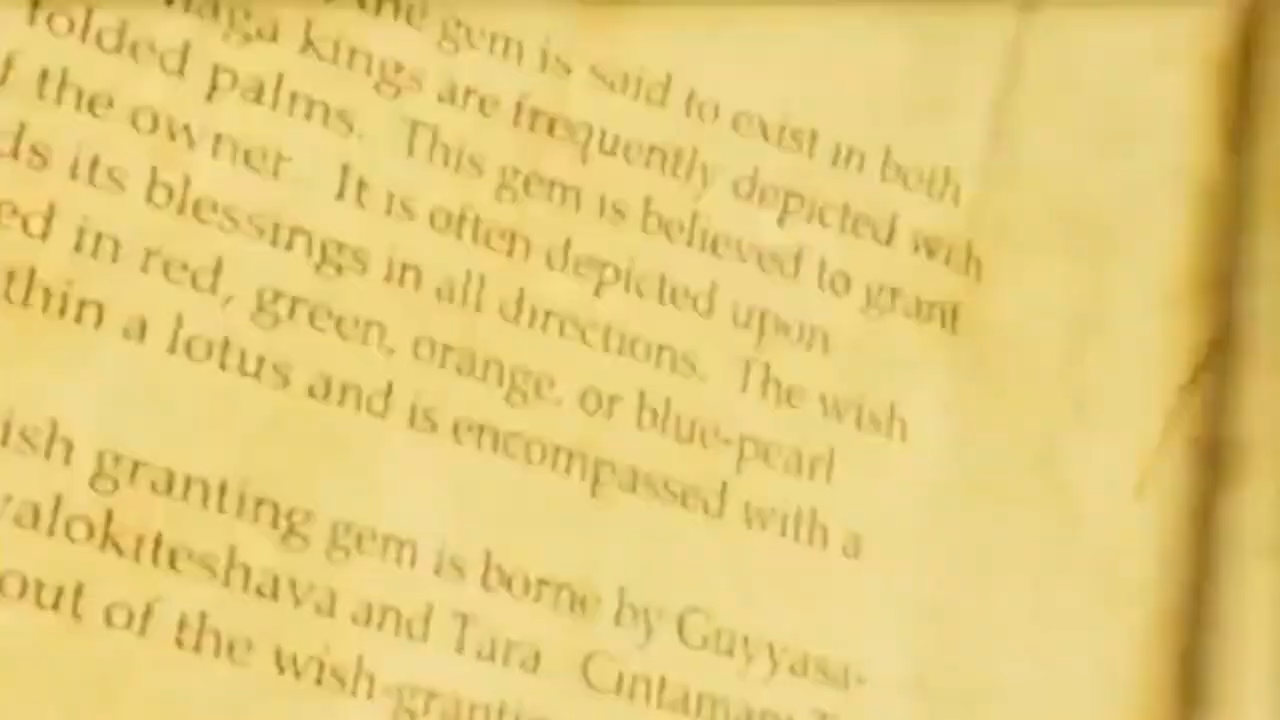 the gem is said to exist in both
naga kings are frequently depicted with
folded palms. This gem is believed to grant
f the owner. It is often depicted upon
ds its blessings in all directions. The wish
ed in red, green, orange, or blue-pearl
thin a lotus and is encompassed with a
ish granting gem is borne by Guyyasa-
valokiteshava and Tara. Cintamani
out of the wish-granti